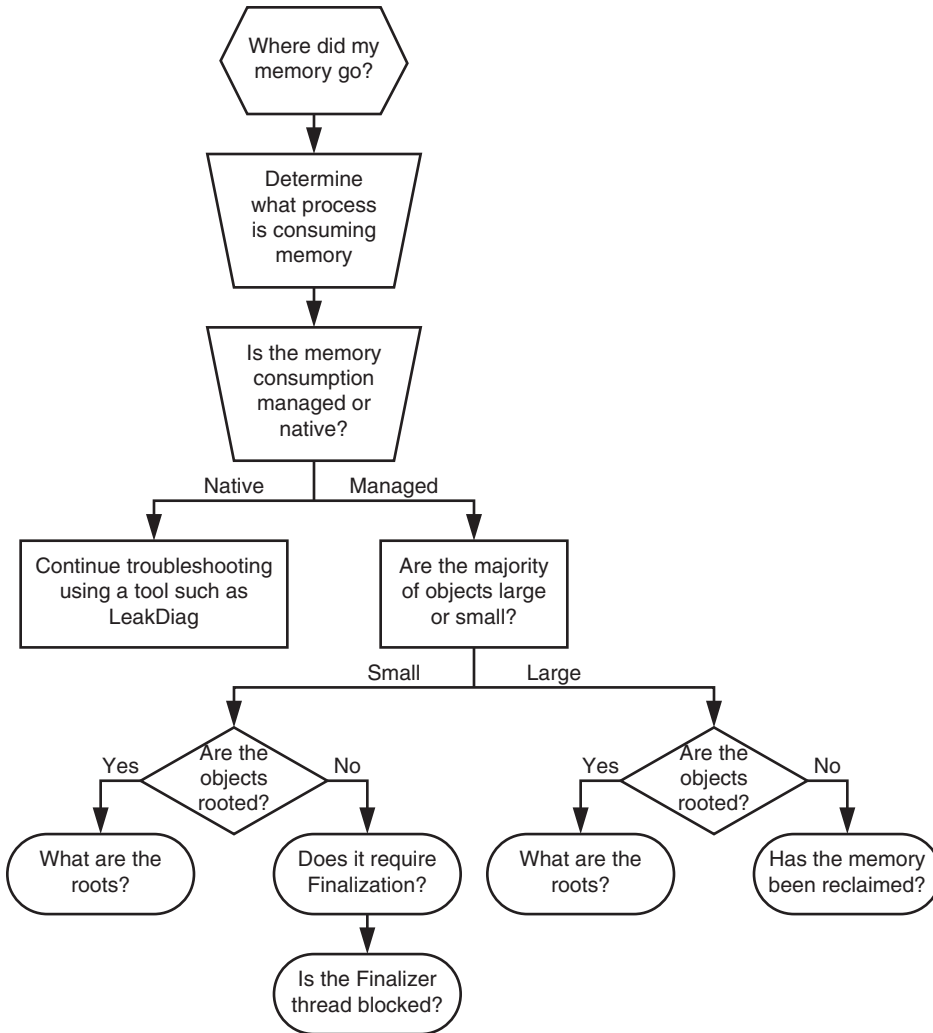 Where did my
memory go?
Determine
what process
is consuming
memory
Is the memory
consumption
managed or
native?
Native
Managed
Continue troubleshooting
using a tool such as
LeakDiag
Are the majority
of objects large
or small?
Small
Large
Yes
Are the
objects
rooted?
No
Yes
Are the
objects
rooted?
No
What are the
roots?
Does it require
Finalization?
What are the
roots?
Has the memory
been reclaimed?
Is the Finalizer
thread blocked?